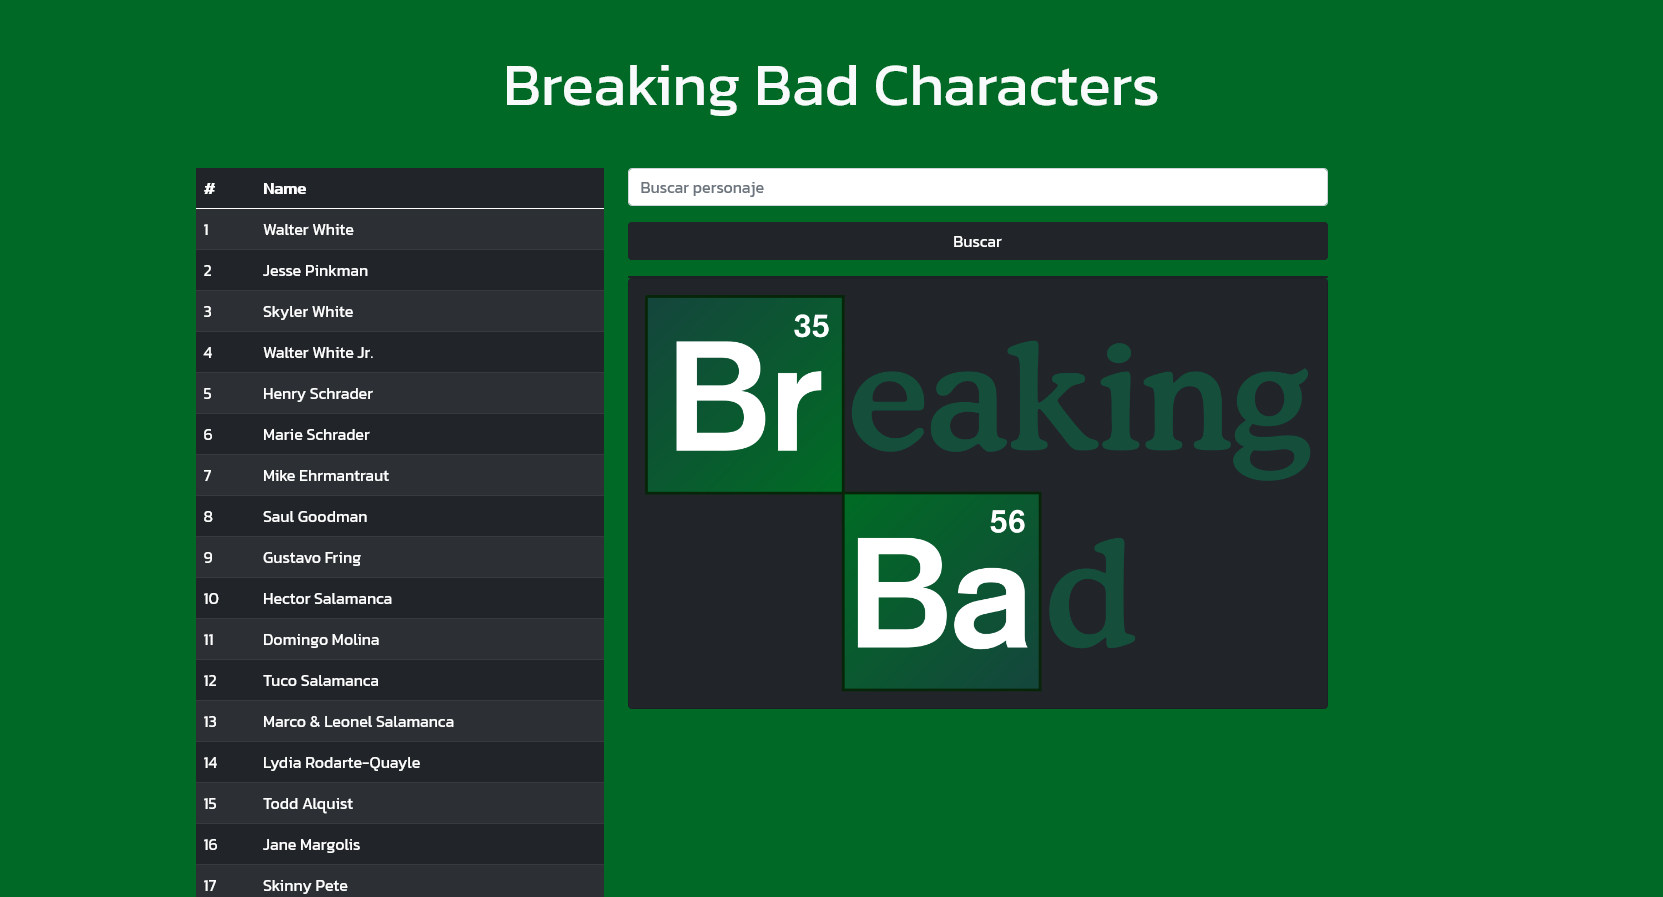 Breaking Bad Characters
# Name
1 Walter White
2 Jesse Pinkman
3 Skyler White
4 Walter White Jr.
5 Henry Schrader
6 Marie Schrader
7 Mike Ehrmantraut
8 Saul Goodman
9 Gustavo Fring
10 Hector Salamanca
11 Domingo Molina
12 Tuco Salamanca
13 Marco & Leonel Salamanca
14 Lydia Rodarte-Quayle
15 Todd Alquist
16 Jane Margolis
17 Skinny Pete
Buscar personaje
Buscar
35
Breaking
56
Bad